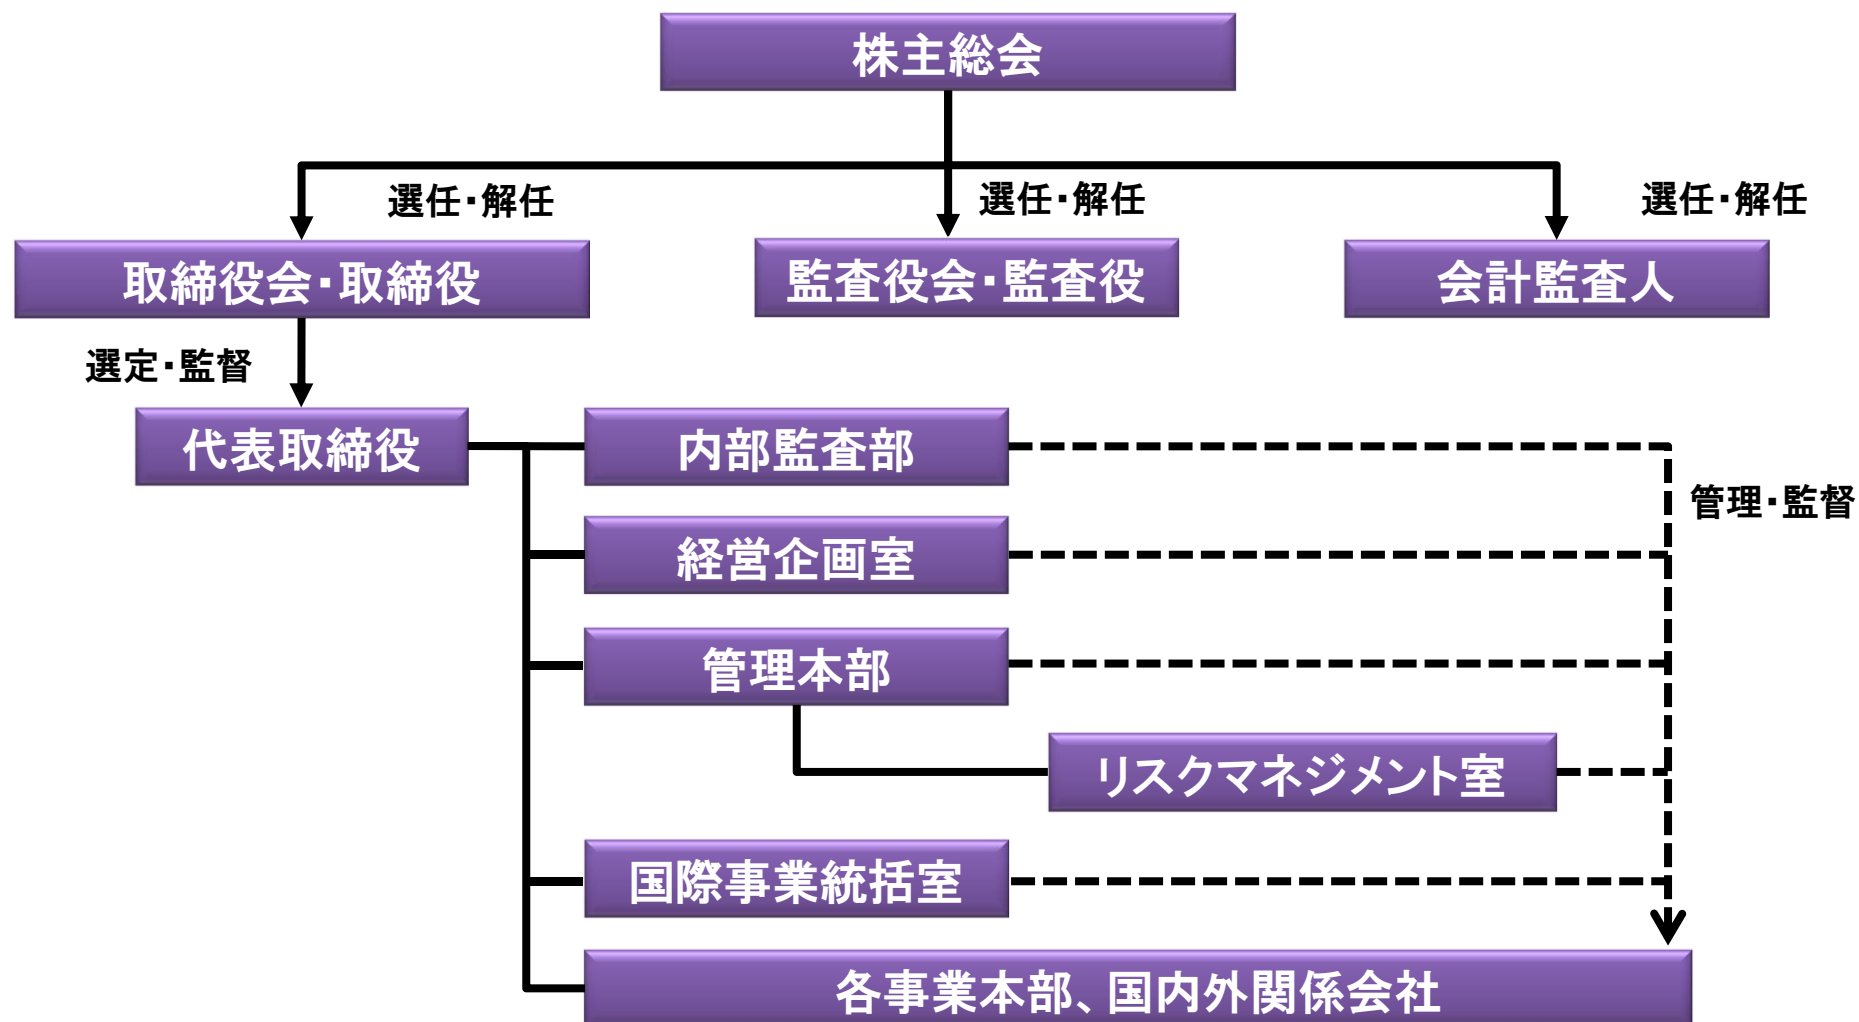 株主総会
選任・解任
選任・解任
選任・解任
取締役会・取締役
監査役会・監査役
会計監査人
選定・監督
代表取締役
内部監査部
管理・監督
経営企画室
管理本部
リスクマネジメント室
国際事業統括室
各事業本部、国内外関係会社